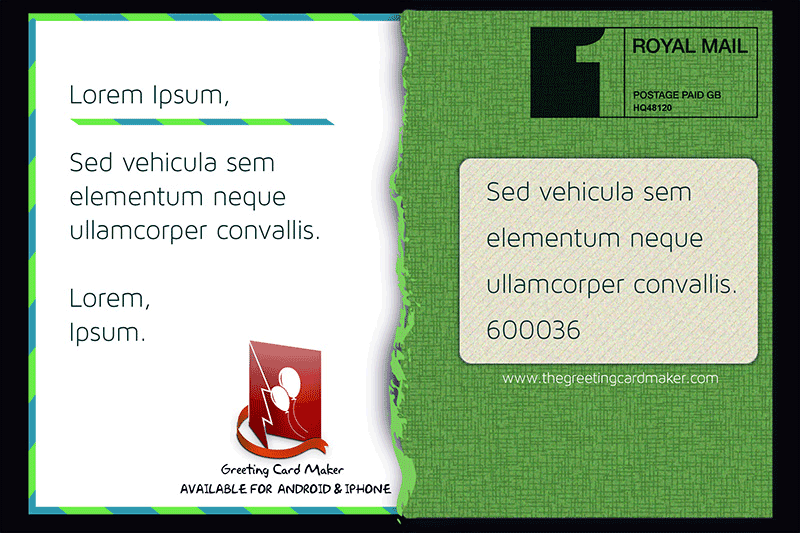 Lorem Ipsum,
Sed vehicula sem
elementum neque
ullamcorper convallis.
Lorem,
Ipsum.
Greeting Card Maker
AVAILABLE FOR ANDROID & IPHONE
1
ROYAL MAIL
POSTAGE PAID GB
HQ48120
Sed vehicula sem
elementum neque
ullamcorper convallis.
600036
www.thegreetingcardmaker.com